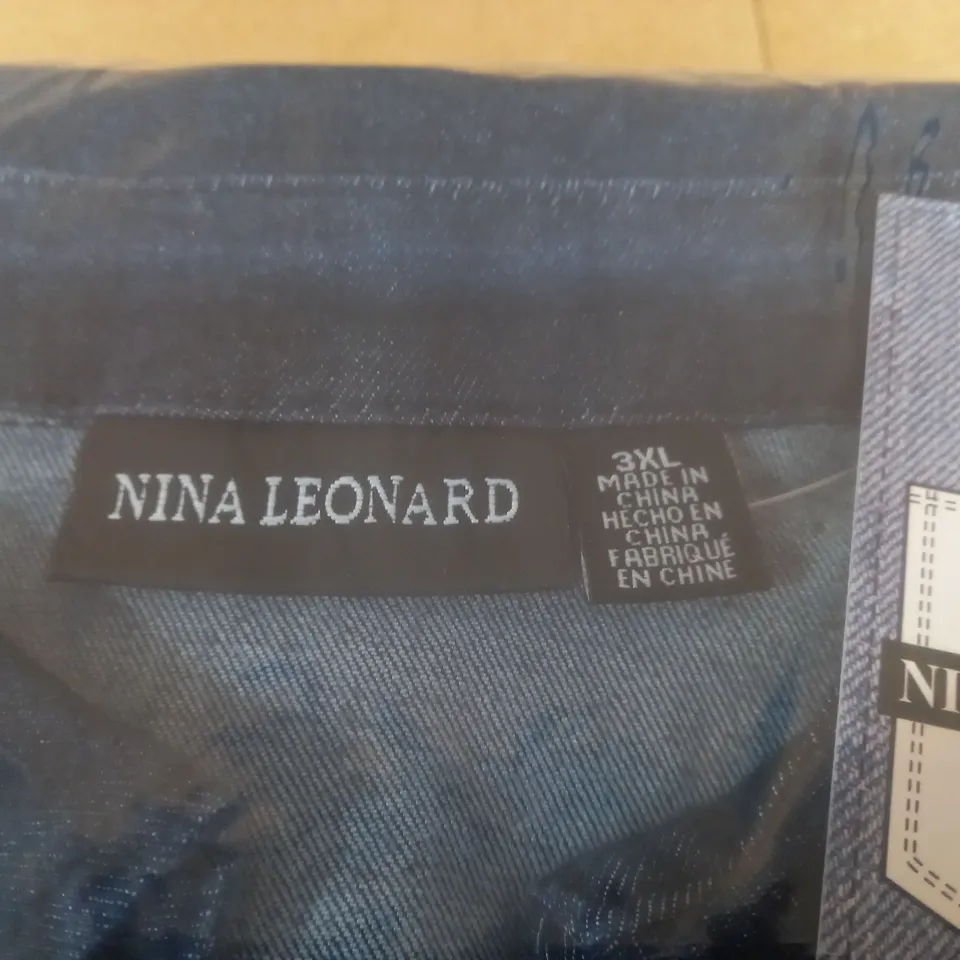 NINA LEONARD
3XL
MADE IN
CHINA
HECHO EN
CHINA
FABRIQUÉ
EN CHINE
NI